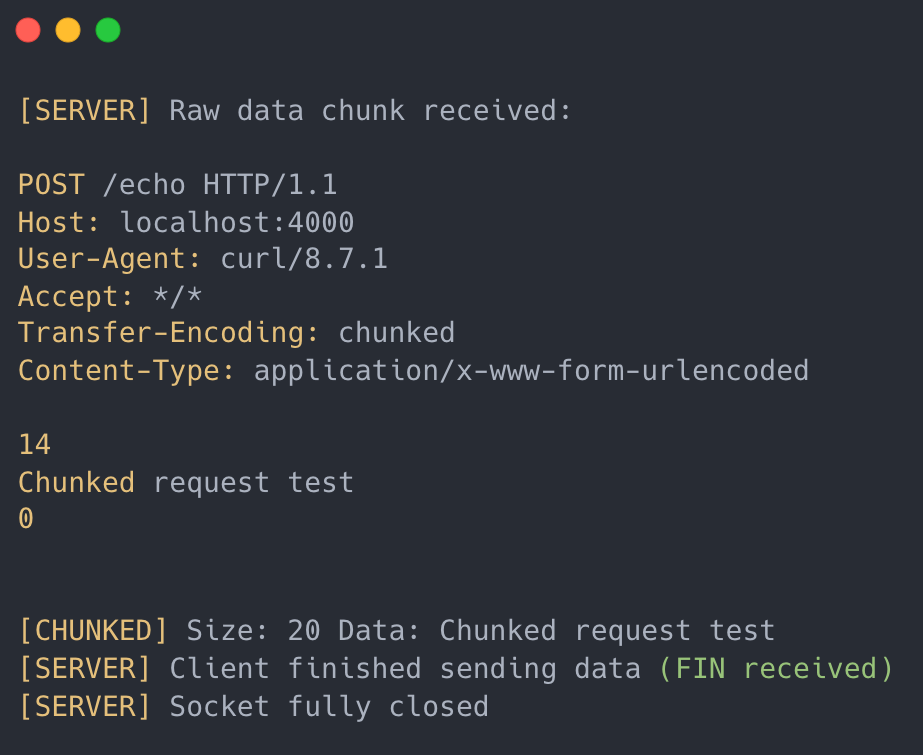 [SERVER] Raw data chunk received:
POST /echo HTTP/1.1
Host: localhost:4000
User-Agent: curl/8.7.1
Accept: */*
Transfer-Encoding: chunked
Content-Type: application/x-www-form-urlencoded
14
Chunked request test
0
[CHUNKED] Size: 20 Data: Chunked request test
[SERVER] Client finished sending data (FIN received)
[SERVER] Socket fully closed